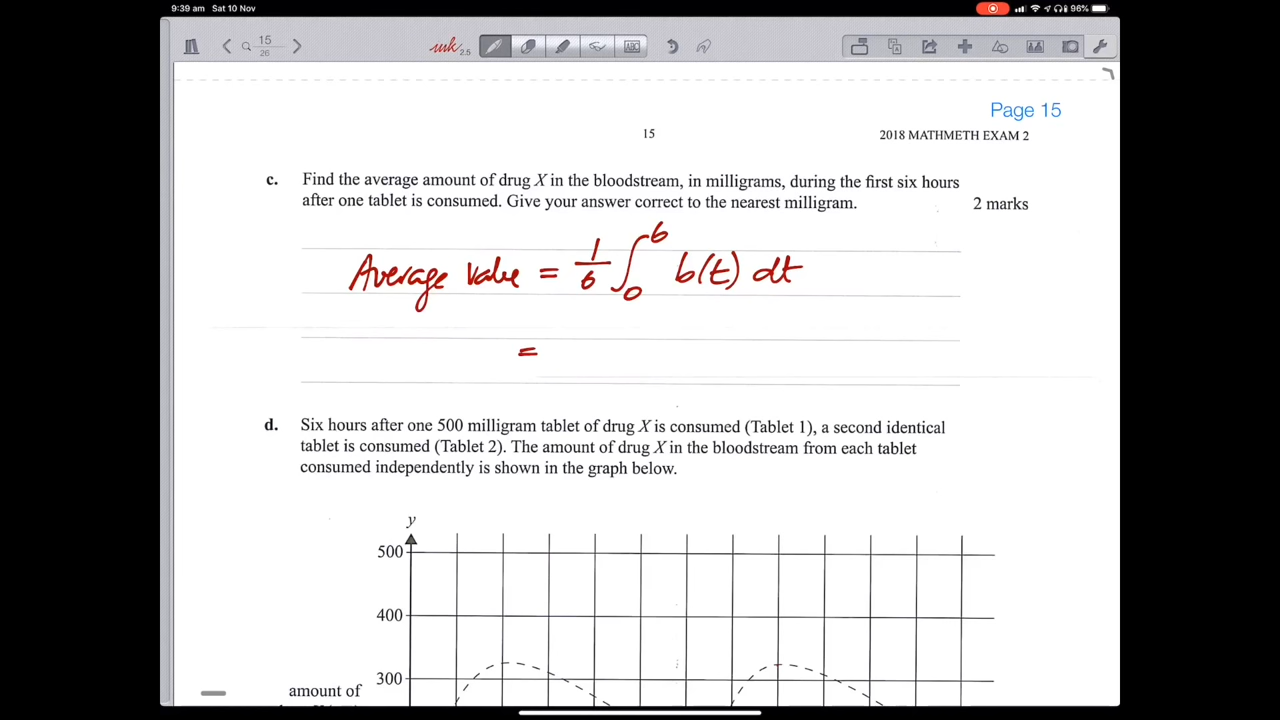 9:39 am Sat 10 Nov
96%
15
26
2.5
ABC
Page 15
15
2018 MATHMETH EXAM 2
c. Find the average amount of drug X in the bloodstream, in milligrams, during the first six hours
after one tablet is consumed. Give your answer correct to the nearest milligram.
2 marks
Average value = 1/6 ∫₀⁶ b(t) dt
=
d. Six hours after one 500 milligram tablet of drug X is consumed (Tablet 1), a second identical
tablet is consumed (Tablet 2). The amount of drug X in the bloodstream from each tablet
consumed independently is shown in the graph below.
y
500
400
300
amount of